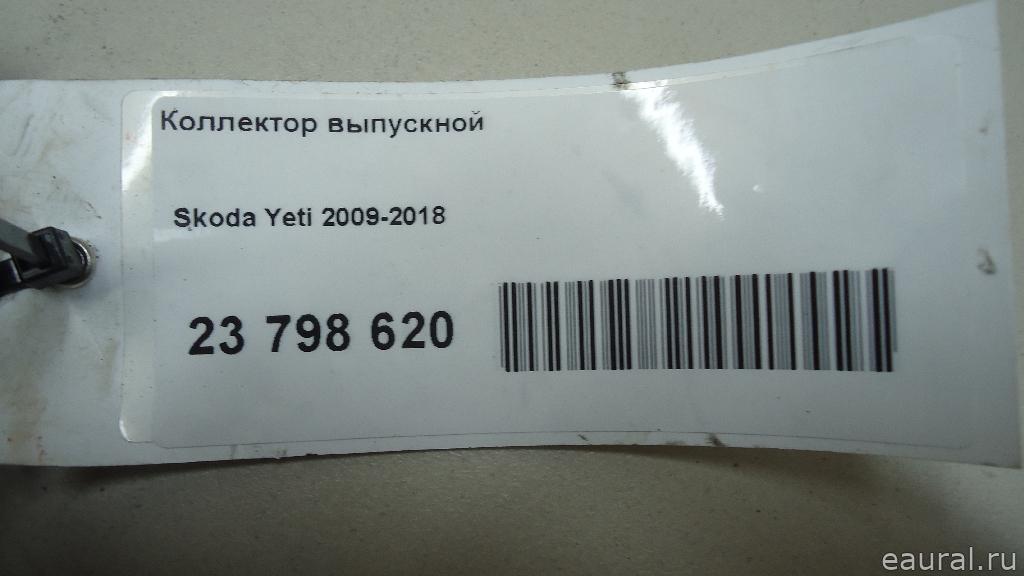 Коллектор выпускной
Skoda Yeti 2009-2018
23 798 620
eaural.ru